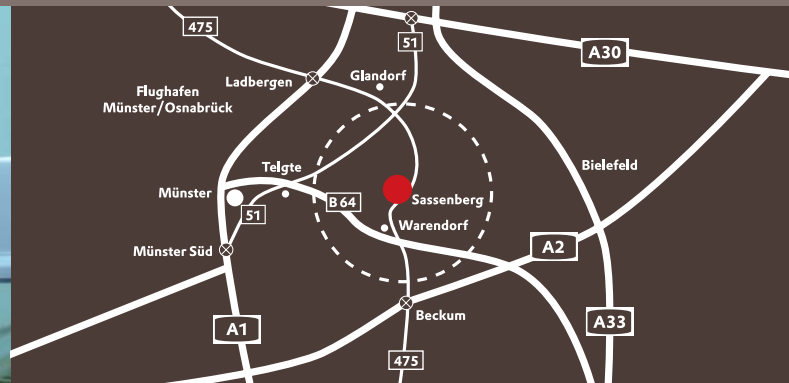 475
51
A30
Ladbergen
Glandorf
Flughafen
Münster/Osnabrück
Bielefeld
Telgte
Münster
B 64
Sassenberg
51
Warendorf
Münster Süd
A2
Beckum
A1
A33
475